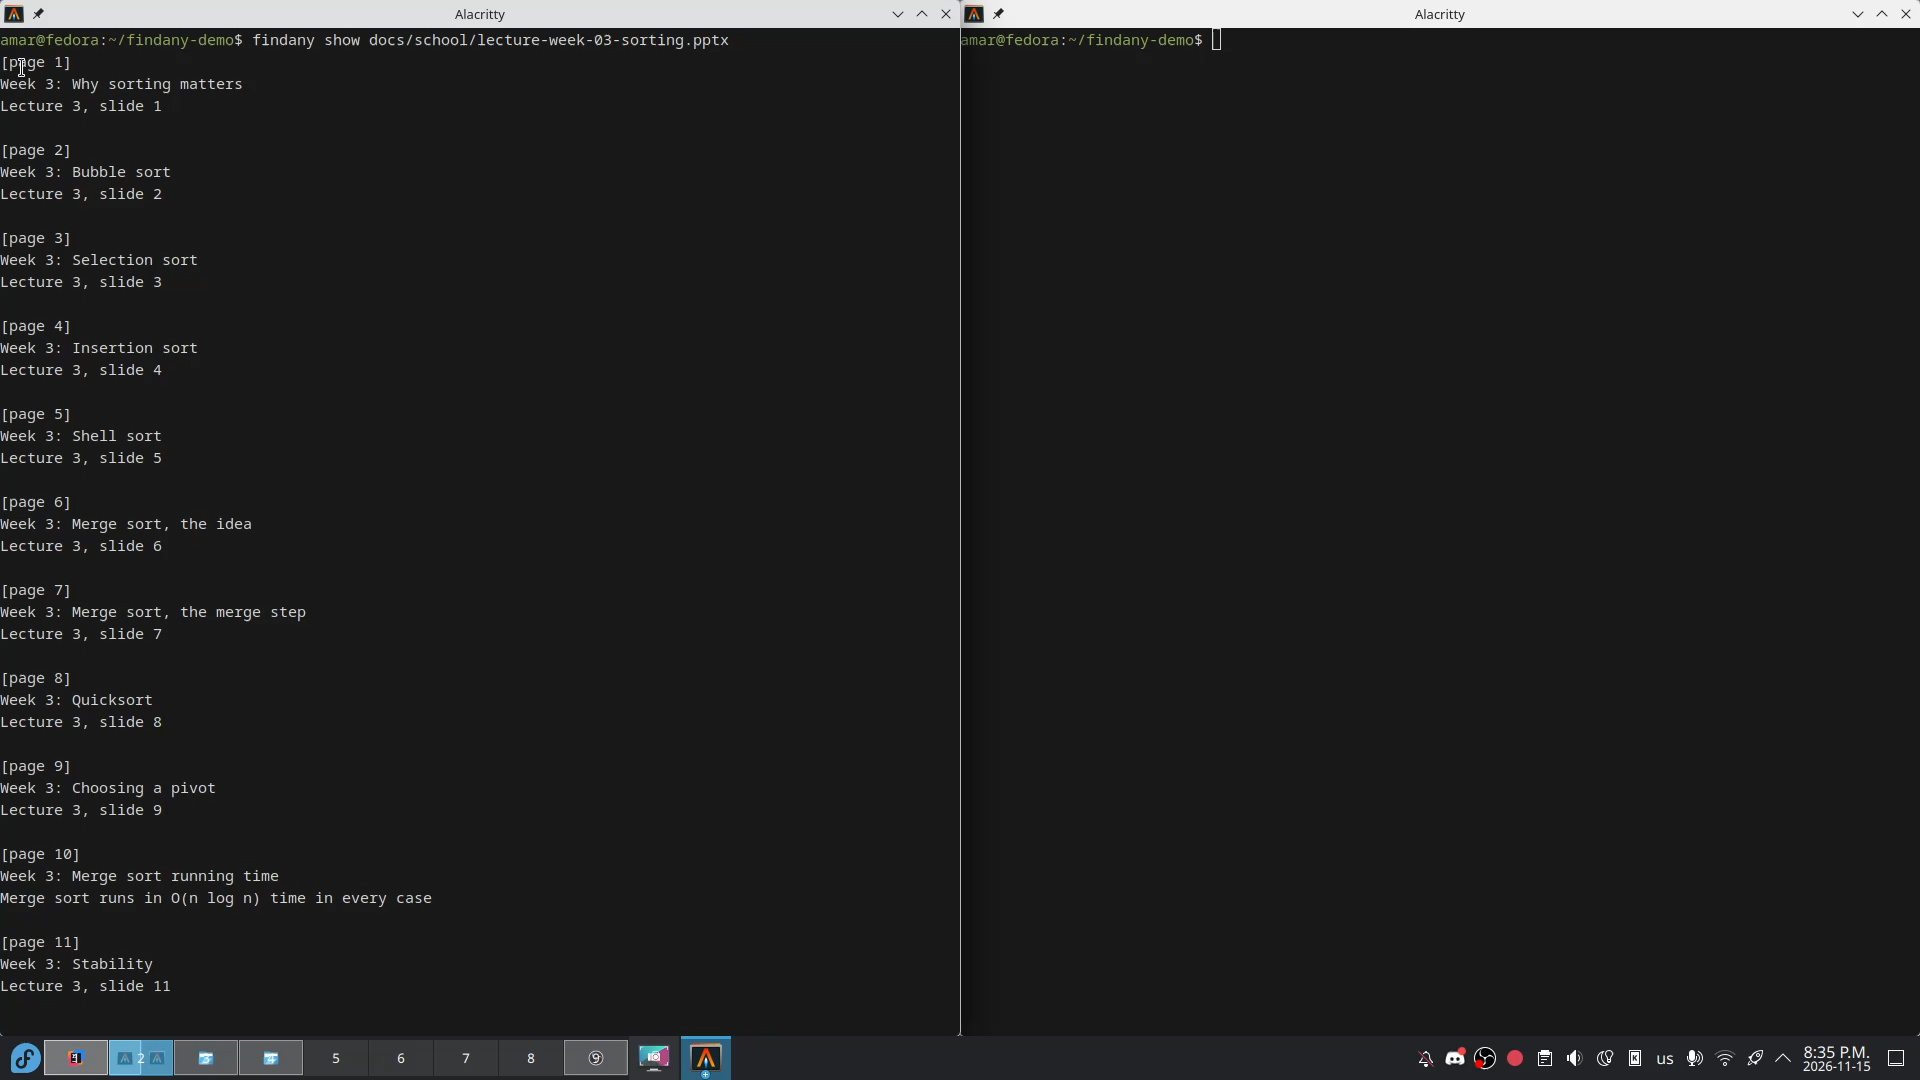 Alacritty
amar@fedora:~/findany-demo$ findany show docs/school/lecture-week-03-sorting.pptx
[page 1]
Week 3: Why sorting matters
Lecture 3, slide 1
[page 2]
Week 3: Bubble sort
Lecture 3, slide 2
[page 3]
Week 3: Selection sort
Lecture 3, slide 3
[page 4]
Week 3: Insertion sort
Lecture 3, slide 4
[page 5]
Week 3: Shell sort
Lecture 3, slide 5
[page 6]
Week 3: Merge sort, the idea
Lecture 3, slide 6
[page 7]
Week 3: Merge sort, the merge step
Lecture 3, slide 7
[page 8]
Week 3: Quicksort
Lecture 3, slide 8
[page 9]
Week 3: Choosing a pivot
Lecture 3, slide 9
[page 10]
Week 3: Merge sort running time
Merge sort runs in O(n log n) time in every case
[page 11]
Week 3: Stability
Lecture 3, slide 11
Alacritty
amar@fedora:~/findany-demo$
2 5 6 7 8 9 us 8:35 P.M.
2026-11-15